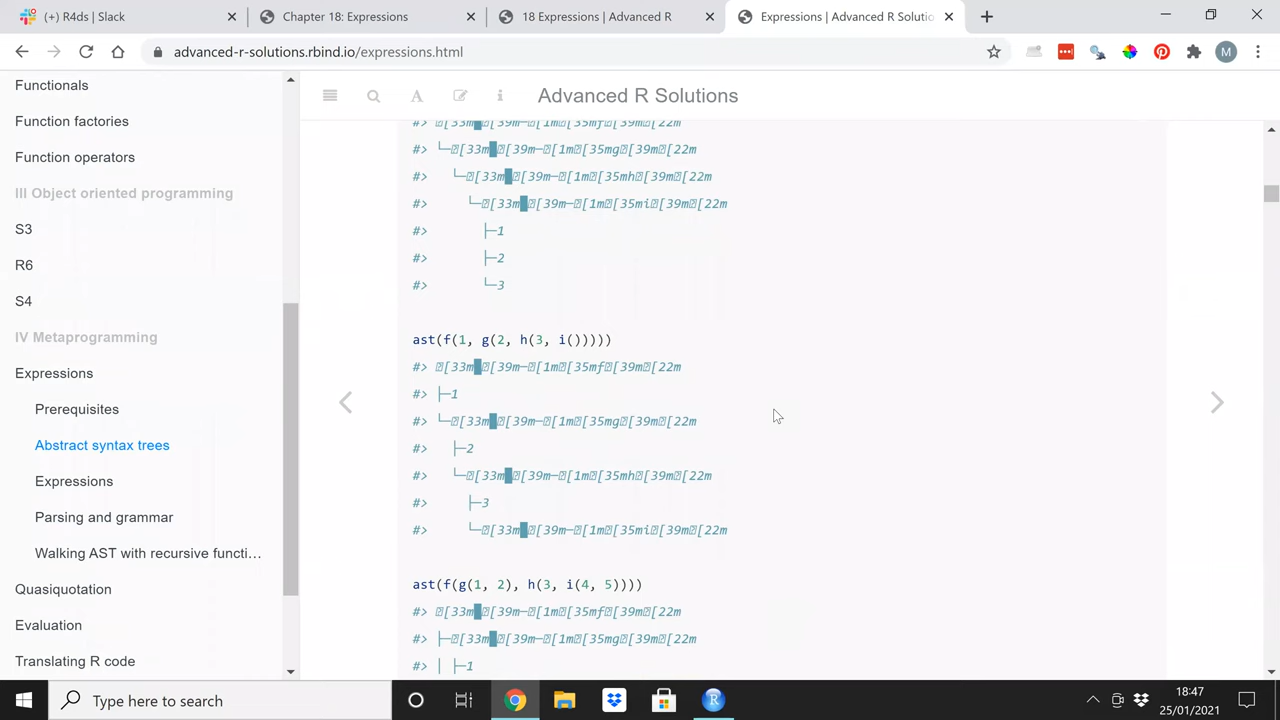 (+) R4ds | Slack
Chapter 18: Expressions
18 Expressions | Advanced R
Expressions | Advanced R Solutio
advanced-r-solutions.rbind.io/expressions.html
M
Functionals
Function factories
Function operators
III Object oriented programming
S3
R6
S4
IV Metaprogramming
Expressions
Prerequisites
Abstract syntax trees
Expressions
Parsing and grammar
Walking AST with recursive functi…
Quasiquotation
Evaluation
Translating R code
Advanced R Solutions
#> �[33m█�[39m─�[1m�[35mf�[39m�[22m
#> └─�[33m█�[39m─�[1m�[35mg�[39m�[22m
#>   └─�[33m█�[39m─�[1m�[35mh�[39m�[22m
#>     └─�[33m█�[39m─�[1m�[35mi�[39m�[22m
#>       ├─1
#>       ├─2
#>       └─3
ast(f(1, g(2, h(3, i()))))
#> �[33m█�[39m─�[1m�[35mf�[39m�[22m
#> ├─1
#> └─�[33m█�[39m─�[1m�[35mg�[39m�[22m
#>   ├─2
#>   └─�[33m█�[39m─�[1m�[35mh�[39m�[22m
#>     ├─3
#>     └─�[33m█�[39m─�[1m�[35mi�[39m�[22m
ast(f(g(1, 2), h(3, i(4, 5))))
#> �[33m█�[39m─�[1m�[35mf�[39m�[22m
#> ├─�[33m█�[39m─�[1m�[35mg�[39m�[22m
#> │ ├─1
Type here to search
18:47
25/01/2021